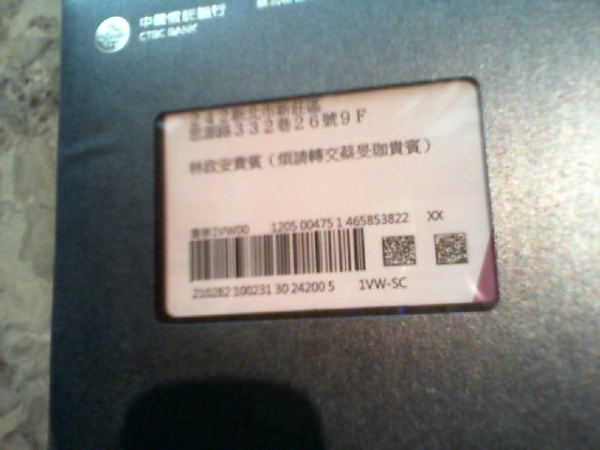 中國信託銀行
CTBC BANK
242新北市新莊區
思源路332巷26號9F
林政安貴賓（煩請轉交蔡旻珈貴賓）
1205 00475 1 465853822 XX
210282 100231 30 24200 5 1VW-SC